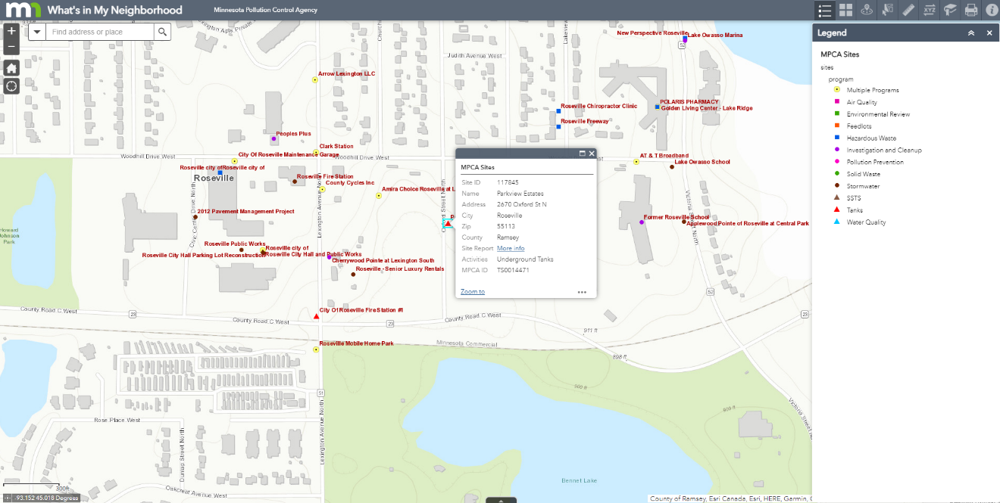 What's in My Neighborhood
Minnesota Pollution Control Agency
Find address or place
Legend
MPCA Sites
sites
program
Multiple Programs
Air Quality
Environmental Review
Feedlots
Hazardous Waste
Investigation and Cleanup
Pollution Prevention
Solid Waste
Stormwater
SSTS
Tanks
Water Quality
New Perspective Roseville
Lake Owasso Marina
52
Judith Avenue West
Arrow Lexington LLC
Roseville Chiropractor Clinic
POLARIS PHARMACY
Golden Living Center - Lake Ridge
Roseville Freeway
Peoples Plus
Clark Station
City Of Roseville Maintenance Garage
Woodhill Drive West
Woodhill Drive West
AT & T Broadband
Lake Owasso School
Roseville city of
Roseville city of
Roseville
Roseville Fire Station
County Cycles Inc
Amira Choice Roseville at L
Civic Center Drive North
Lexington Avenue North
Oxford Street North
2012 Pavement Management Project
Former Roseville School
Applewood Pointe of Roseville at Central Park
Howard
Johnson
Park
Roseville Public Works
Roseville city of
Roseville City Hall Parking Lot Reconstruction
Roseville City Hall and Public Works
Cherrywood Pointe at Lexington South
Roseville - Senior Luxury Rentals
MPCA Sites
Site ID 117845
Name Parkview Estates
Address 2670 Oxford St N
City Roseville
Zip 55113
County Ramsey
Site Report More info
Activities Underground Tanks
MPCA ID TS0014471
Zoom to
52
County Road C West
23
City Of Roseville Fire Station #1
County Road C West
23
County Road C West
23
911 ft
Roseville Mobile Home Park
Minnesota Commercial
898 ft
51
Rose Place West
Dunlap Street North
Lexington Avenue North
Bennet Lake
Oakcrest Avenue West
300ft
-93.152 45.018 Degrees
County of Ramsey, Esri Canada, Esri, HERE, Garmin,